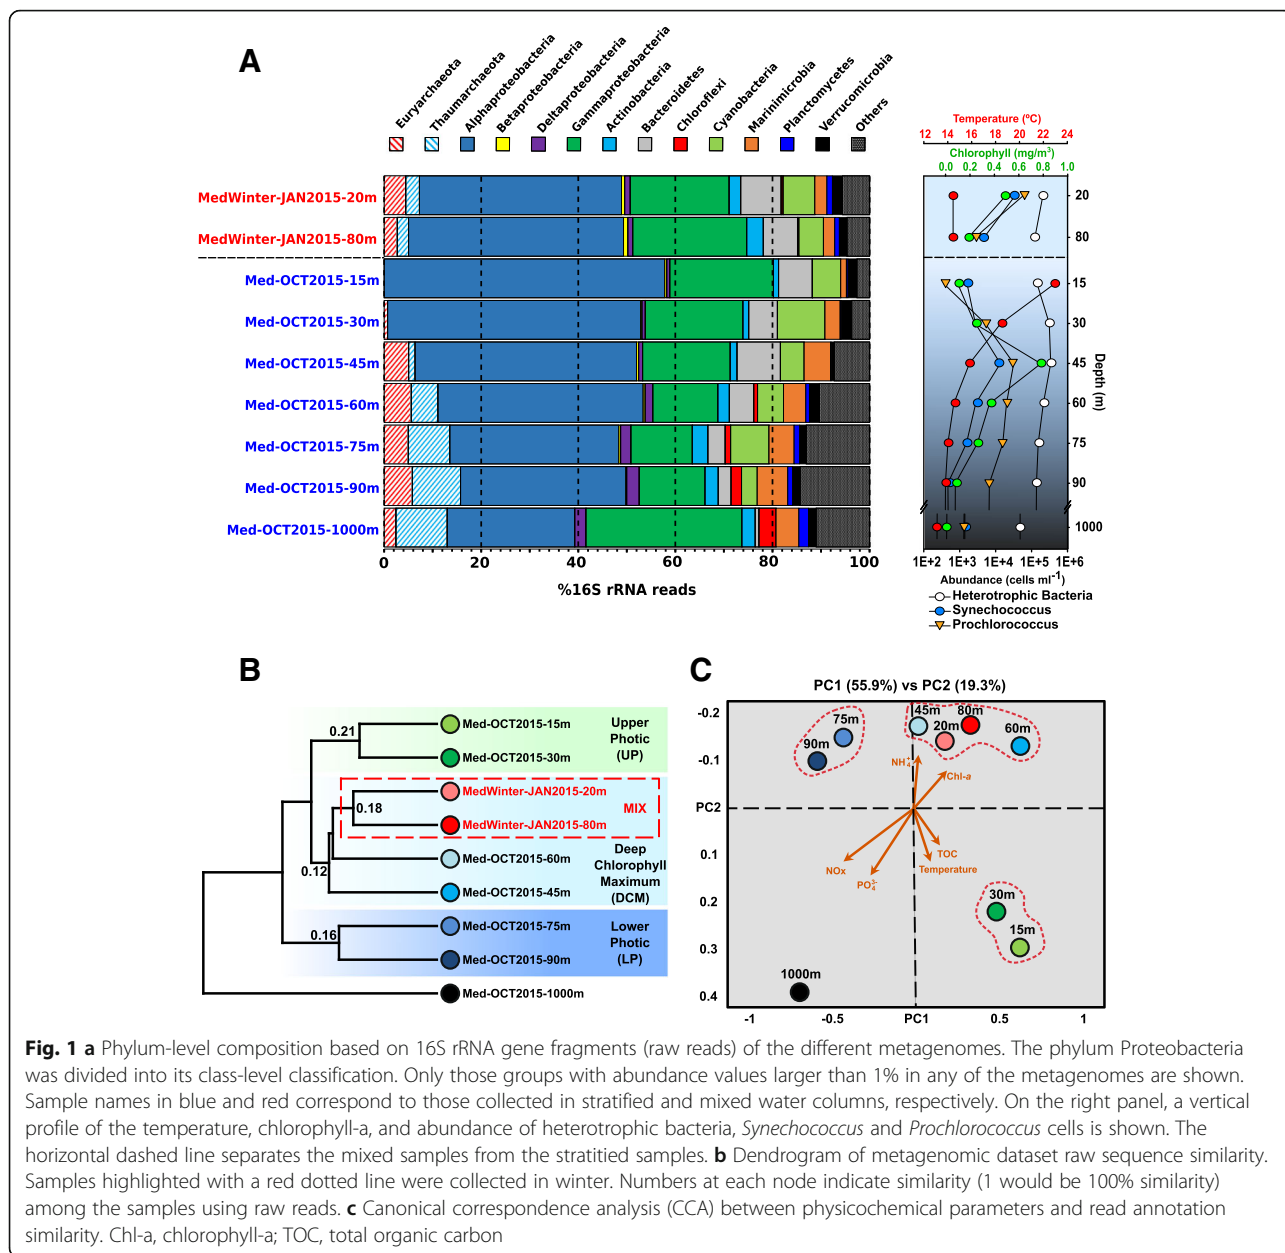 A
Euryarchaeota
Thaumarchaeota
Alphaproteobacteria
Betaproteobacteria
Deltaproteobacteria
Gammaproteobacteria
Actinobacteria
Bacteroidetes
Chloroflexi
Cyanobacteria
Marinimicrobia
Planctomycetes
Verrucomicrobia
Others
MedWinter-JAN2015-20m
MedWinter-JAN2015-80m
Med-OCT2015-15m
Med-OCT2015-30m
Med-OCT2015-45m
Med-OCT2015-60m
Med-OCT2015-75m
Med-OCT2015-90m
Med-OCT2015-1000m
0 20 40 60 80 100
%16S rRNA reads
Temperature (ºC)
12 14 16 18 20 22 24
Chlorophyll (mg/m³)
0.0 0.2 0.4 0.6 0.8 1.0
20
80
15
30
45
60
75
90
1000
Depth (m)
1E+2 1E+3 1E+4 1E+5 1E+6
Abundance (cells ml⁻¹)
Heterotrophic Bacteria
Synechococcus
Prochlorococcus
B
0.21
0.18
0.12
0.16
Med-OCT2015-15m
Med-OCT2015-30m
MedWinter-JAN2015-20m
MedWinter-JAN2015-80m
Med-OCT2015-60m
Med-OCT2015-45m
Med-OCT2015-75m
Med-OCT2015-90m
Med-OCT2015-1000m
Upper
Photic
(UP)
MIX
Deep
Chlorophyll
Maximum
(DCM)
Lower
Photic
(LP)
C
PC1 (55.9%) vs PC2 (19.3%)
-0.2
-0.1
PC2
0.1
0.2
0.3
0.4
-1 -0.5 PC1 0.5 1
75m
90m
45m
20m
80m
60m
30m
15m
1000m
NH₄⁺
Chl-a
TOC
Temperature
NOx
PO₄³⁻
Fig. 1 a Phylum-level composition based on 16S rRNA gene fragments (raw reads) of the different metagenomes. The phylum Proteobacteria
was divided into its class-level classification. Only those groups with abundance values larger than 1% in any of the metagenomes are shown.
Sample names in blue and red correspond to those collected in stratified and mixed water columns, respectively. On the right panel, a vertical
profile of the temperature, chlorophyll-a, and abundance of heterotrophic bacteria, Synechococcus and Prochlorococcus cells is shown. The
horizontal dashed line separates the mixed samples from the stratitied samples. b Dendrogram of metagenomic dataset raw sequence similarity.
Samples highlighted with a red dotted line were collected in winter. Numbers at each node indicate similarity (1 would be 100% similarity)
among the samples using raw reads. c Canonical correspondence analysis (CCA) between physicochemical parameters and read annotation
similarity. Chl-a, chlorophyll-a; TOC, total organic carbon